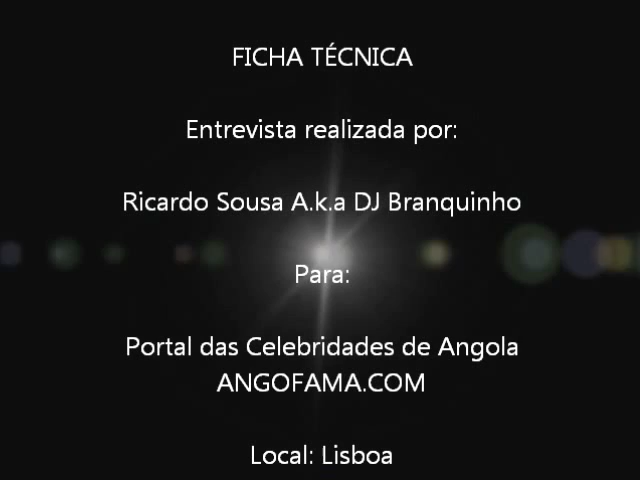 FICHA TÉCNICA
Entrevista realizada por:
Ricardo Sousa A.k.a DJ Branquinho
Para:
Portal das Celebridades de Angola
ANGOFAMA.COM
Local: Lisboa